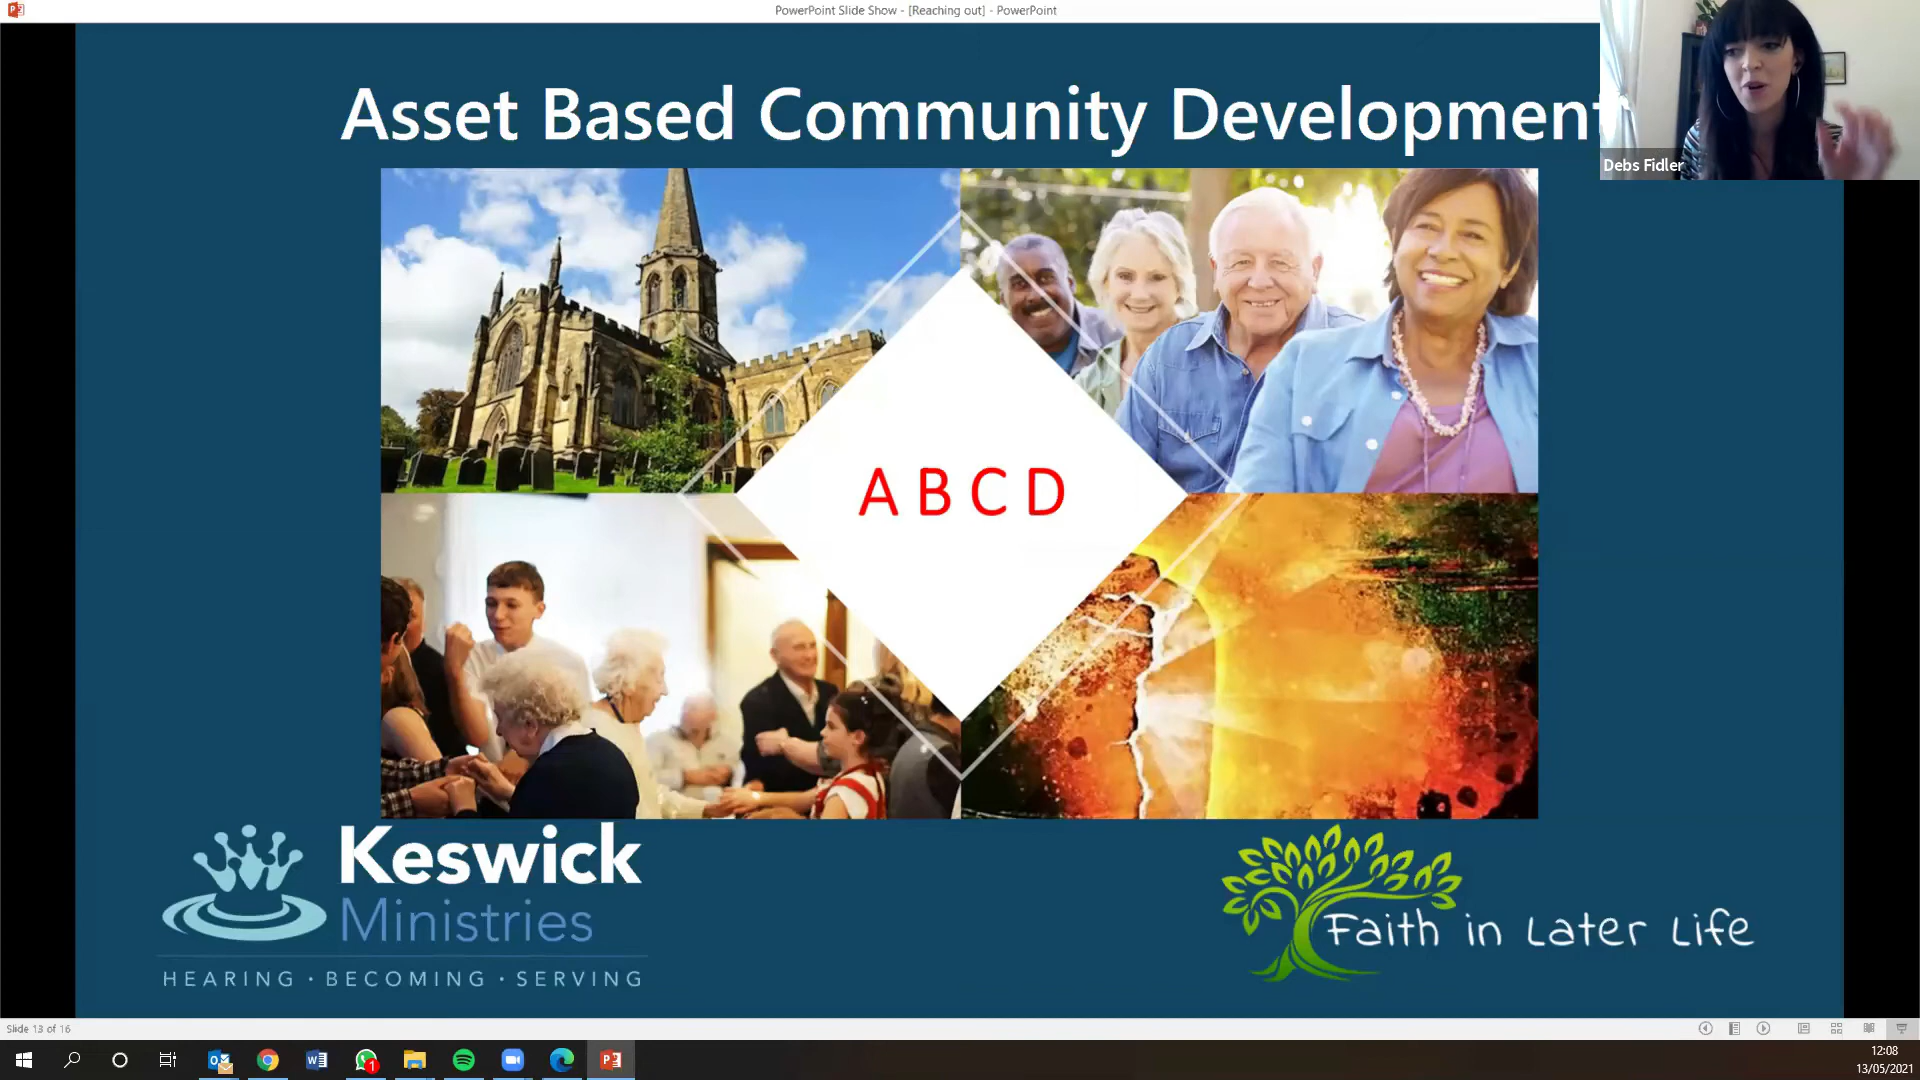 PowerPoint Slide Show - [Reaching out] - PowerPoint
Asset Based Community Development
Debs Fidler
A B C D
Keswick
Ministries
HEARING · BECOMING · SERVING
Faith in Later Life
Slide 13 of 16
1
12:08
13/05/2021